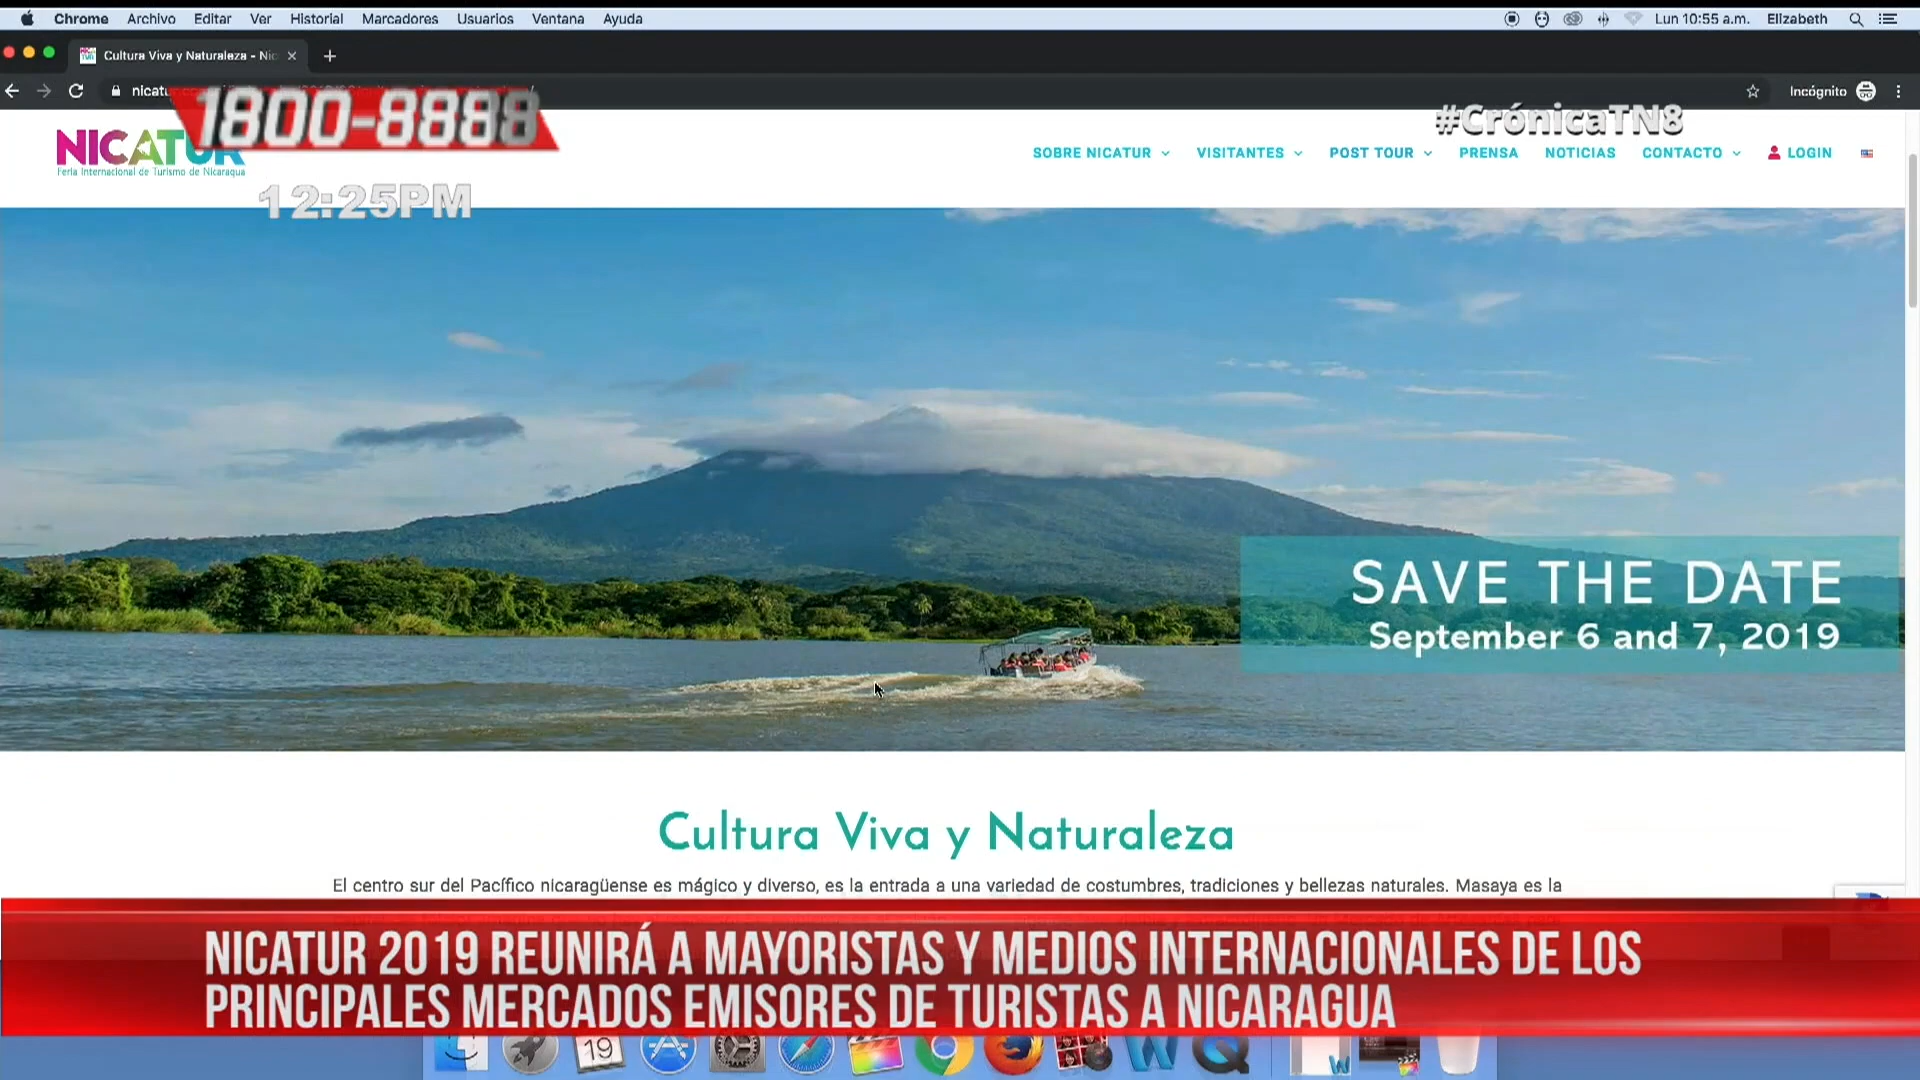 Chrome Archivo Editar Ver Historial Marcadores Usuarios Ventana Ayuda Lun 10:55 a.m. Elizabeth
Cultura Viva y Naturaleza - Nic
nicatur
Incógnito
1800-8888
#CrónicaTN8
NICATUR
Feria Internacional de Turismo de Nicaragua
SOBRE NICATUR VISITANTES POST TOUR PRENSA NOTICIAS CONTACTO LOGIN
12:25PM
SAVE THE DATE
September 6 and 7, 2019
Cultura Viva y Naturaleza
El centro sur del Pacífico nicaragüense es mágico y diverso, es la entrada a una variedad de costumbres, tradiciones y bellezas naturales. Masaya es la
NICATUR 2019 REUNIRÁ A MAYORISTAS Y MEDIOS INTERNACIONALES DE LOS
PRINCIPALES MERCADOS EMISORES DE TURISTAS A NICARAGUA
19